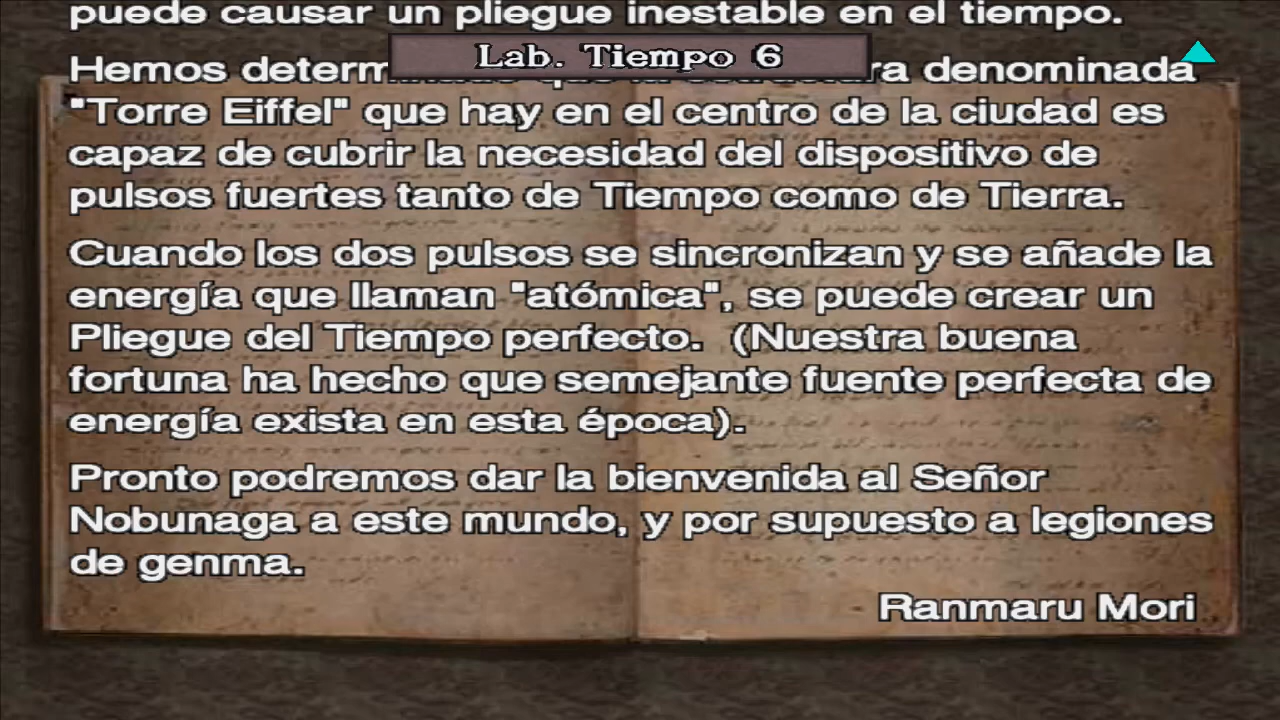 puede causar un pliegue inestable en el tiempo.
Lab. Tiempo 6
Hemos denominada
"Torre Eiffel" que hay en el centro de la ciudad es
capaz de cubrir la necesidad del dispositivo de
pulsos fuertes tanto de Tiempo como de Tierra.
Cuando los dos pulsos se sincronizan y se añade la
energía que llaman "atómica", se puede crear un
Pliegue del Tiempo perfecto. (Nuestra buena
fortuna ha hecho que semejante fuente perfecta de
energía exista en esta época).
Pronto podremos dar la bienvenida al Señor
Nobunaga a este mundo, y por supuesto a legiones
de genma.
Ranmaru Mori